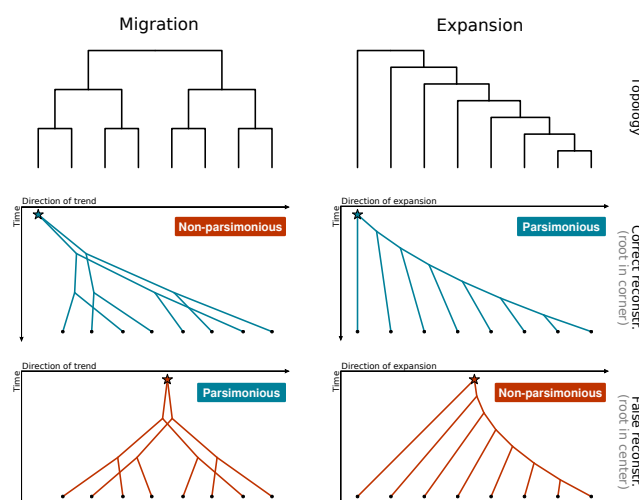 Migration
Expansion
Topology
Direction of trend
Time
Non-parsimonious
Direction of expansion
Time
Parsimonious
Correct reconstr.
(root in corner)
Direction of trend
Time
Parsimonious
Direction of expansion
Time
Non-parsimonious
False reconstr.
(root in center)